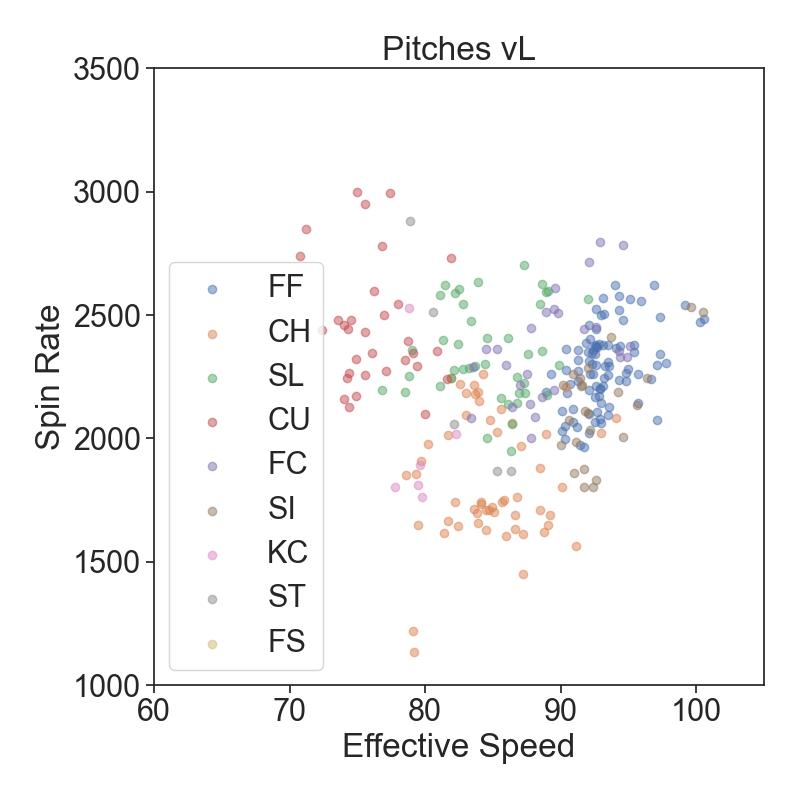 Pitches vL
3500
3000
2500
2000
1500
1000
Spin Rate
FF
CH
SL
CU
FC
SI
KC
ST
FS
60 70 80 90 100
Effective Speed